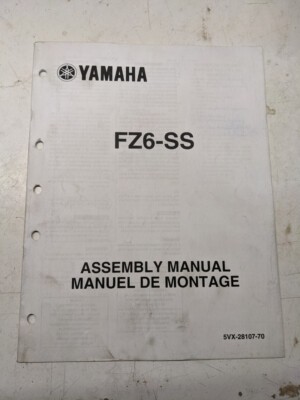 YAMAHA
FZ6-SS
ASSEMBLY MANUAL
MANUEL DE MONTAGE
5VX-28107-70